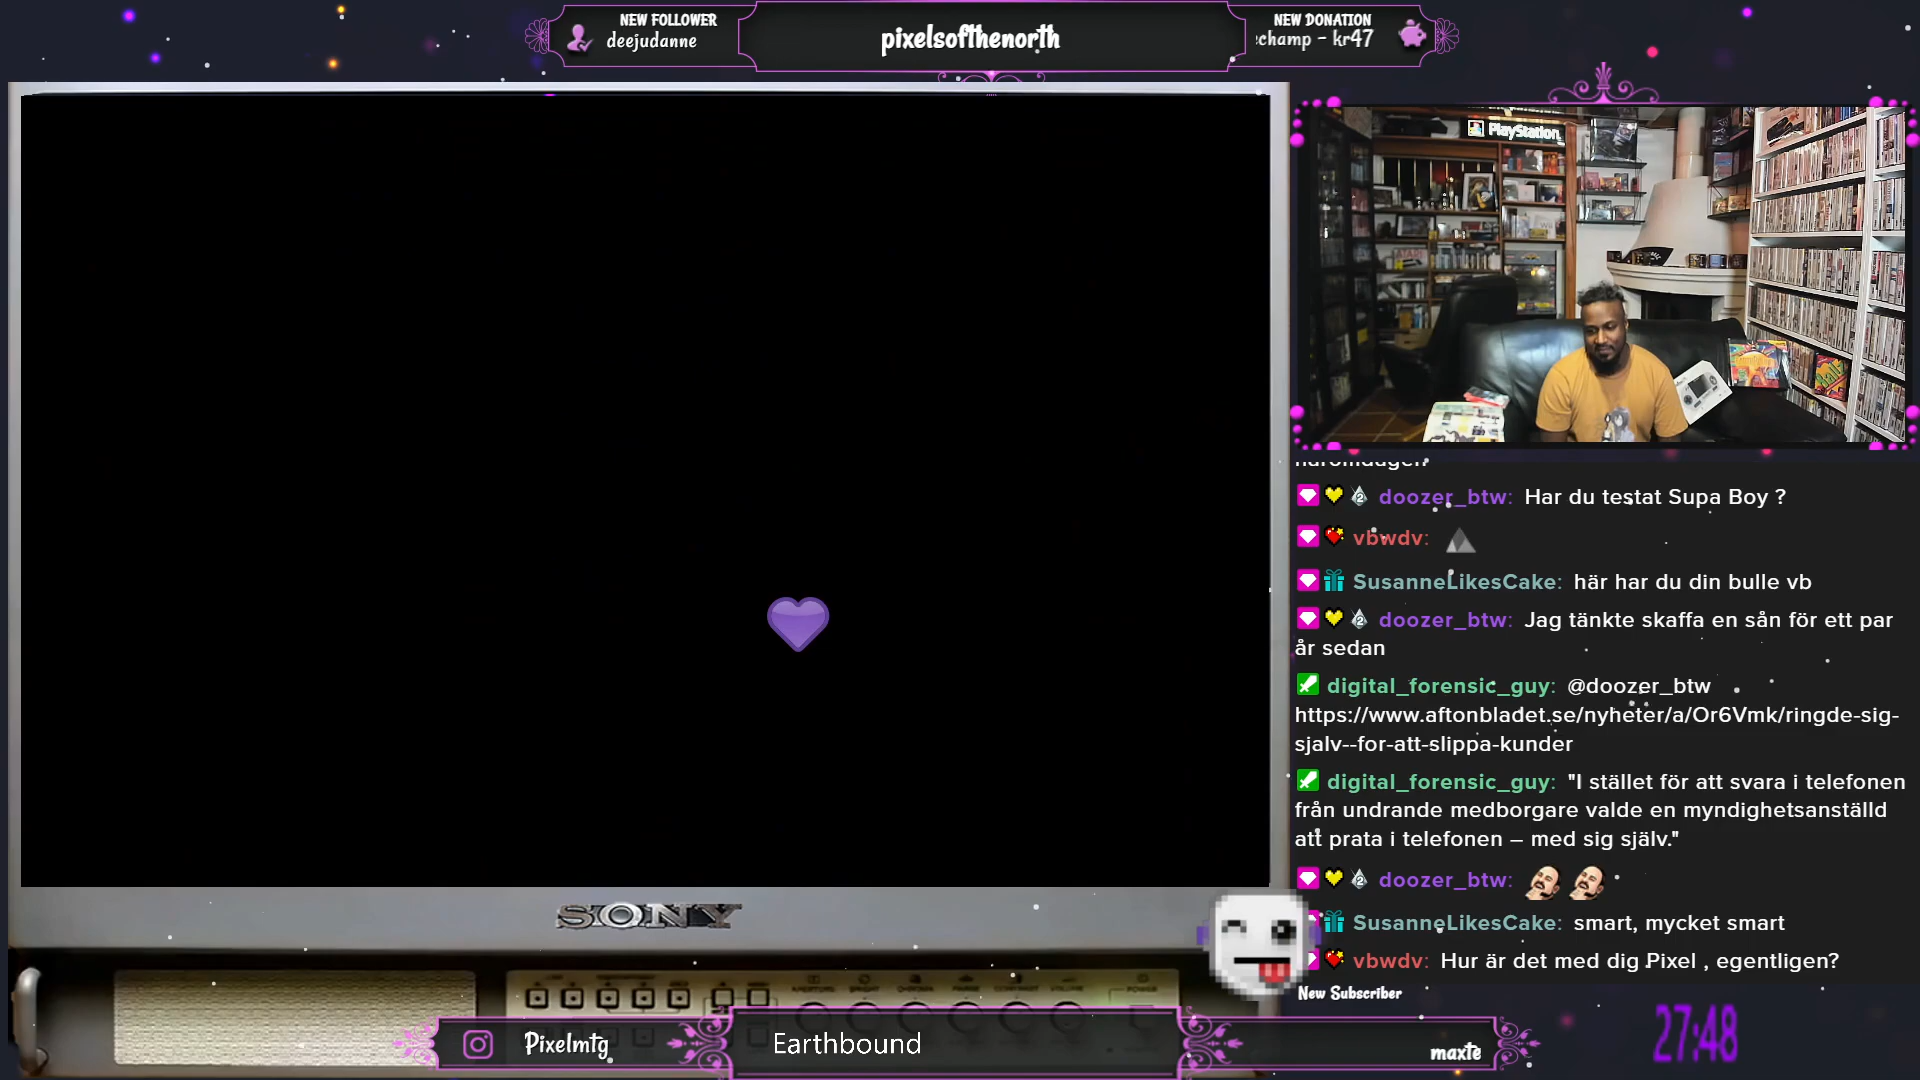 NEW FOLLOWER
deejudanne
pixelsofthenorth
NEW DONATION
champ - kr47
PlayStation
doozer_btw: Har du testat Supa Boy ?
vbwdv:
SusanneLikesCake: här har du din bulle vb
doozer_btw: Jag tänkte skaffa en sån för ett par
år sedan
digital_forensic_guy: @doozer_btw
https://www.aftonbladet.se/nyheter/a/Or6Vmk/ringde-sig-
sjalv--for-att-slippa-kunder
digital_forensic_guy: "I stället för att svara i telefonen
från undrande medborgare valde en myndighetsanställd
att prata i telefonen – med sig själv."
doozer_btw:
SusanneLikesCake: smart, mycket smart
vbwdv: Hur är det med dig Pixel , egentligen?
New Subscriber
SONY
Pixelmtg
Earthbound
maxte
27:48